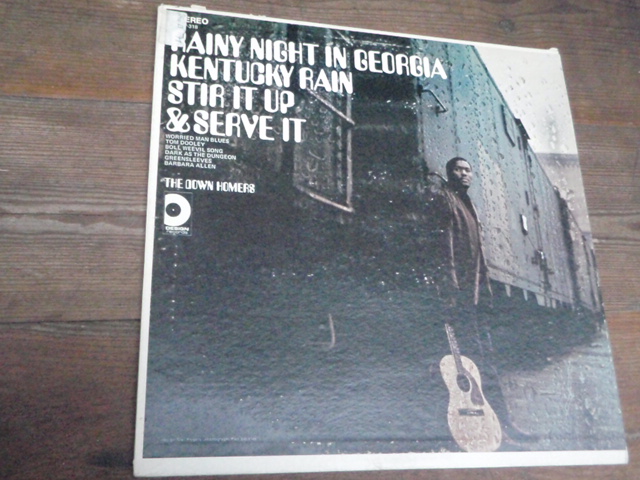 STEREO
RAINY NIGHT IN GEORGIA
KENTUCKY RAIN
STIR IT UP
& SERVE IT
WORRIED MAN BLUES
TOM DOOLEY
BOLL WEEVIL SONG
DARK AS THE DUNGEON
GREENSLEEVES
BARBARA ALLEN
THE DOWN HOMERS
DESIGN